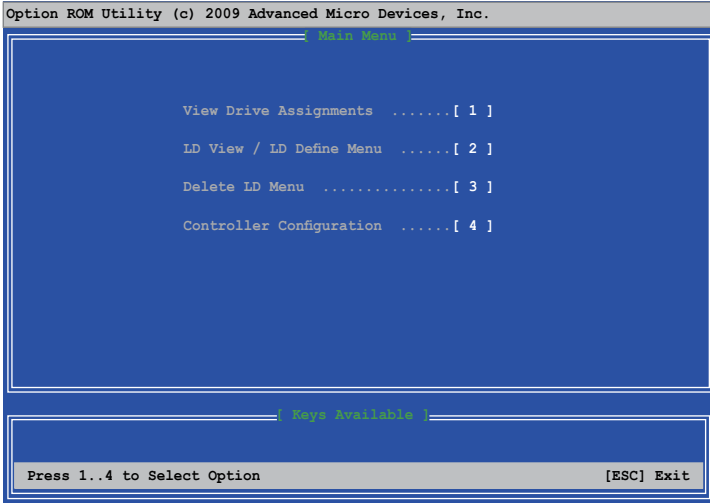 Option ROM Utility (c) 2009 Advanced Micro Devices, Inc.
[ Main Menu ]
View Drive Assignments .......[ 1 ]
LD View / LD Define Menu ......[ 2 ]
Delete LD Menu ...............[ 3 ]
Controller Configuration ......[ 4 ]
[ Keys Available ]
Press 1..4 to Select Option [ESC] Exit